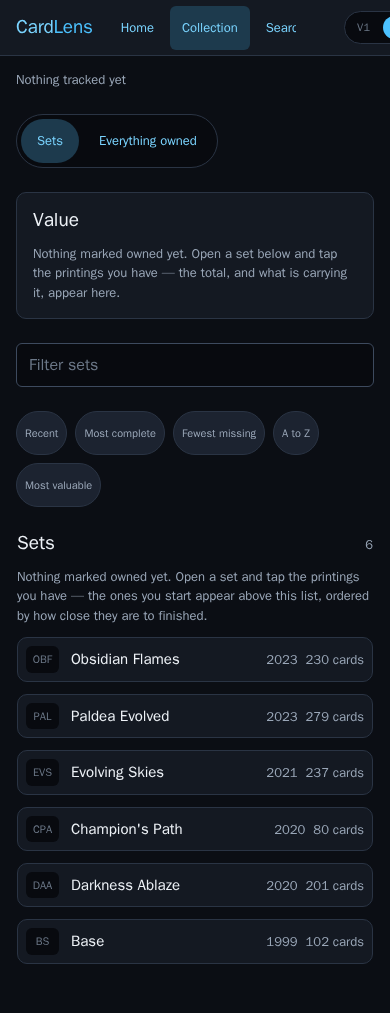 CardLens Home Collection Searc V1
Nothing tracked yet
Sets Everything owned
Value
Nothing marked owned yet. Open a set below and tap
the printings you have — the total, and what is carrying
it, appear here.
Filter sets
Recent Most complete Fewest missing A to Z
Most valuable
Sets 6
Nothing marked owned yet. Open a set and tap the printings
you have — the ones you start appear above this list, ordered
by how close they are to finished.
OBF Obsidian Flames 2023 230 cards
PAL Paldea Evolved 2023 279 cards
EVS Evolving Skies 2021 237 cards
CPA Champion's Path 2020 80 cards
DAA Darkness Ablaze 2020 201 cards
BS Base 1999 102 cards